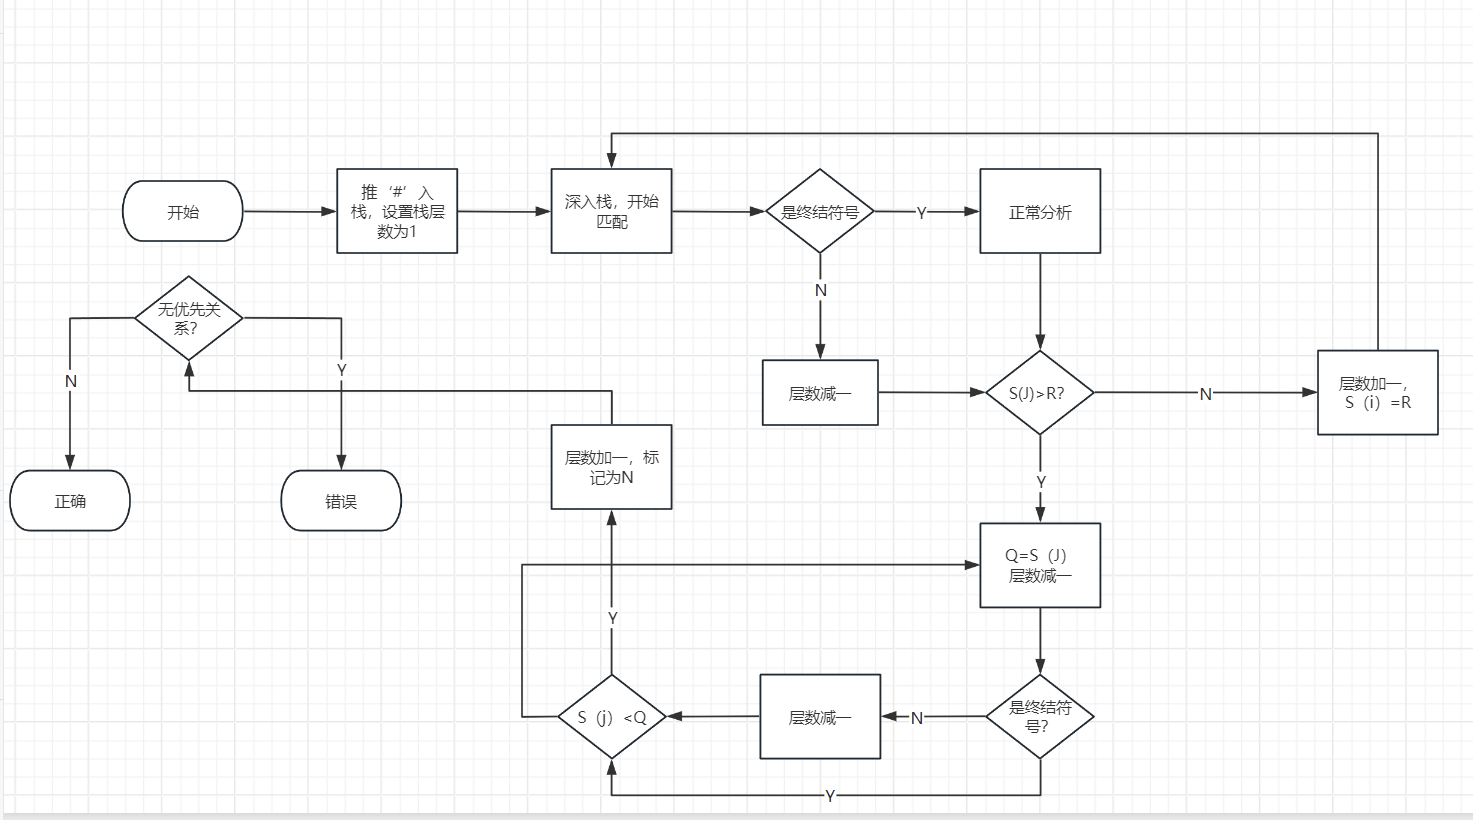 开始
推‘#’入
栈，设置栈层
数为1
深入栈，开始
匹配
是终结符号
Y
正常分析
N
无优先关
系？
N
Y
层数减一
S(J)>R?
N
层数加一，
S（i）=R
层数加一，标
记为N
Y
正确
错误
Q=S（J）
层数减一
Y
S（j）<Q
层数减一
N
是终结符
号？
Y